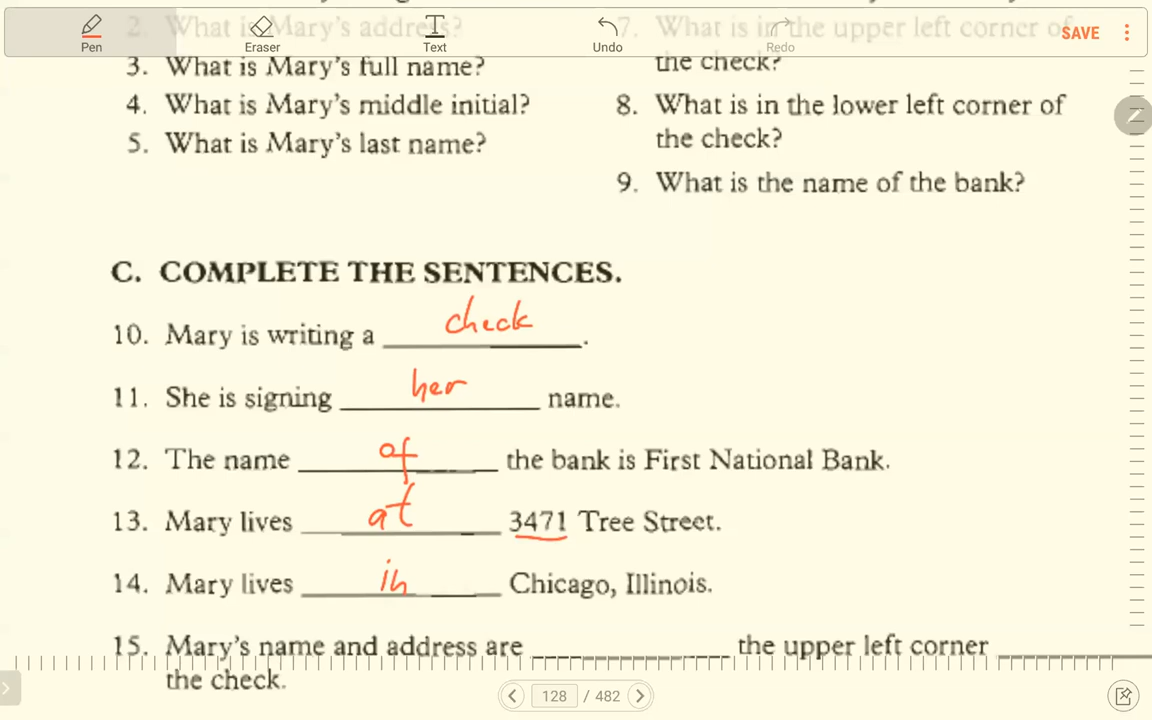 2. What is Mary's address?
7. What is in the upper left corner of
SAVE
Pen
Eraser
Text
Undo
Redo
3. What is Mary's full name?
the check?
4. What is Mary's middle initial?
8. What is in the lower left corner of
the check?
5. What is Mary's last name?
9. What is the name of the bank?
C. COMPLETE THE SENTENCES.
10. Mary is writing a check.
11. She is signing her name.
12. The name of the bank is First National Bank.
13. Mary lives at 3471 Tree Street.
14. Mary lives in Chicago, Illinois.
15. Mary's name and address are ________ the upper left corner ________
the check.
128 / 482